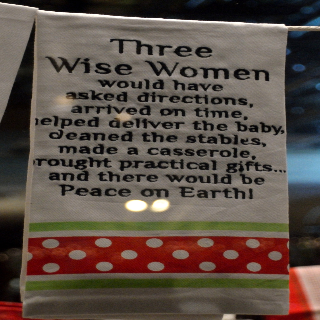 Three
Wise Women
would have
asked directions,
arrived on time,
helped deliver the baby,
cleaned the stables,
made a casserole,
brought practical gifts...
and there would be
Peace on Earth!